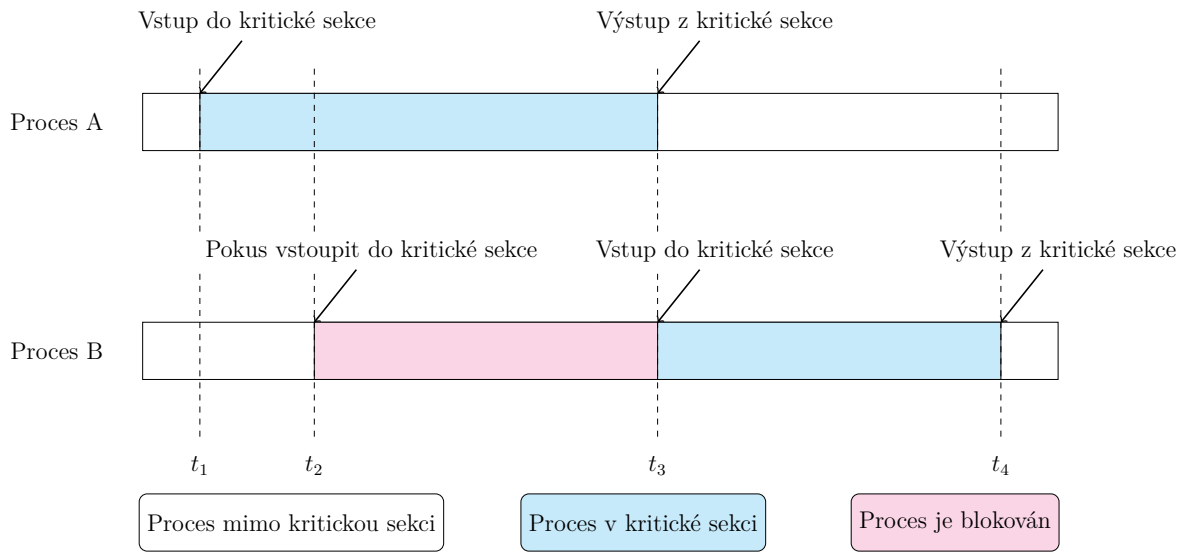 Vstup do kritické sekce
Výstup z kritické sekce
Proces A
Pokus vstoupit do kritické sekce
Vstup do kritické sekce
Výstup z kritické sekce
Proces B
t1
t2
t3
t4
Proces mimo kritickou sekci
Proces v kritické sekci
Proces je blokován